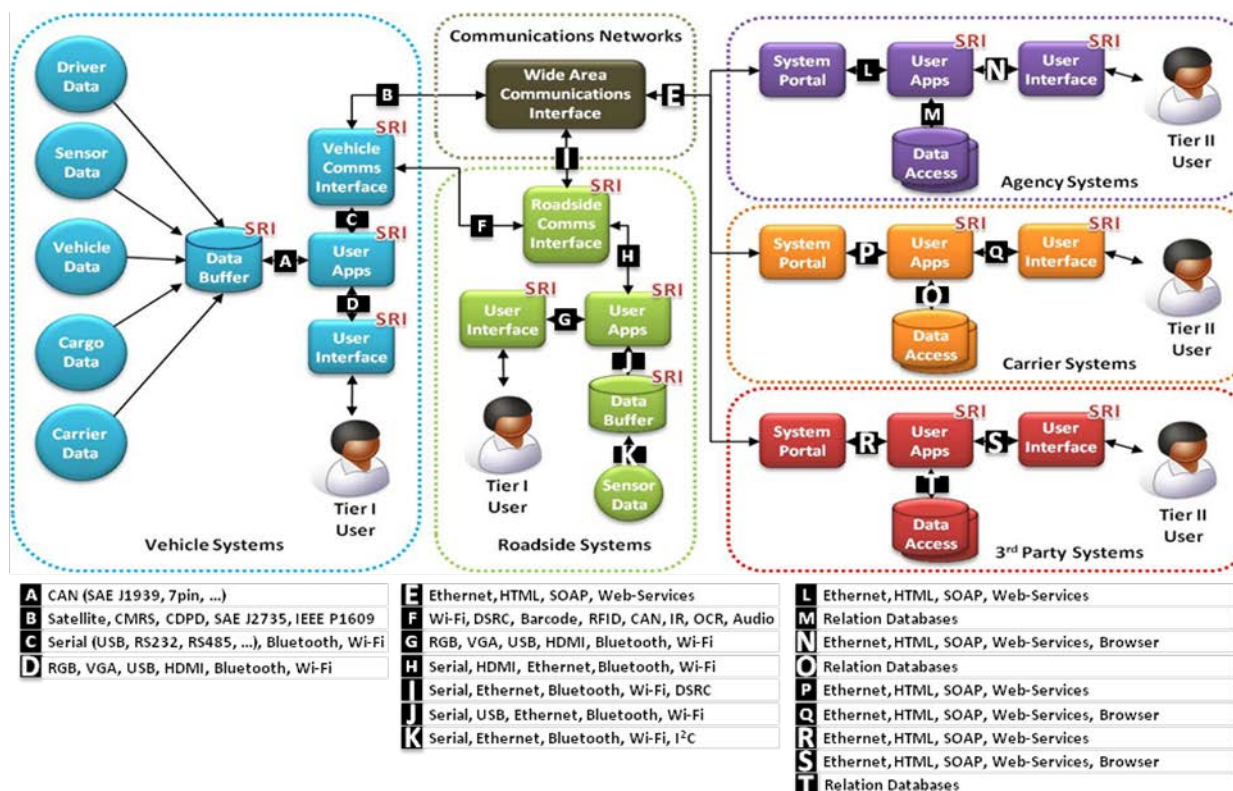 Driver
Data
Sensor
Data
Vehicle
Data
Cargo
Data
Carrier
Data
SRI
Data
Buffer
A
B
SRI
Vehicle
Comms
Interface
C
SRI
User
Apps
D
SRI
User
Interface
Tier I
User
Vehicle Systems
Communications Networks
Wide Area
Communications
Interface
E
I
SRI
Roadside
Comms
Interface
F
H
SRI
User
Interface
G
SRI
User
Apps
J
SRI
Data
Buffer
K
Sensor
Data
Tier I
User
Roadside Systems
System
Portal
L
SRI
User
Apps
N
SRI
User
Interface
M
Data
Access
Tier II
User
Agency Systems
System
Portal
P
SRI
User
Apps
Q
SRI
User
Interface
O
Data
Access
Tier II
User
Carrier Systems
System
Portal
R
SRI
User
Apps
S
SRI
User
Interface
T
Data
Access
Tier II
User
3rd Party Systems
A CAN (SAE J1939, 7pin, ...)
B Satellite, CMRS, CDPD, SAE J2735, IEEE P1609
C Serial (USB, RS232, RS485, ...), Bluetooth, Wi-Fi
D RGB, VGA, USB, HDMI, Bluetooth, Wi-Fi
E Ethernet, HTML, SOAP, Web-Services
F Wi-Fi, DSRC, Barcode, RFID, CAN, IR, OCR, Audio
G RGB, VGA, USB, HDMI, Bluetooth, Wi-Fi
H Serial, HDMI, Ethernet, Bluetooth, Wi-Fi
I Serial, Ethernet, Bluetooth, Wi-Fi, DSRC
J Serial, USB, Ethernet, Bluetooth, Wi-Fi
K Serial, Ethernet, Bluetooth, Wi-Fi, I²C
L Ethernet, HTML, SOAP, Web-Services
M Relation Databases
N Ethernet, HTML, SOAP, Web-Services, Browser
O Relation Databases
P Ethernet, HTML, SOAP, Web-Services
Q Ethernet, HTML, SOAP, Web-Services, Browser
R Ethernet, HTML, SOAP, Web-Services
S Ethernet, HTML, SOAP, Web-Services, Browser
T Relation Databases